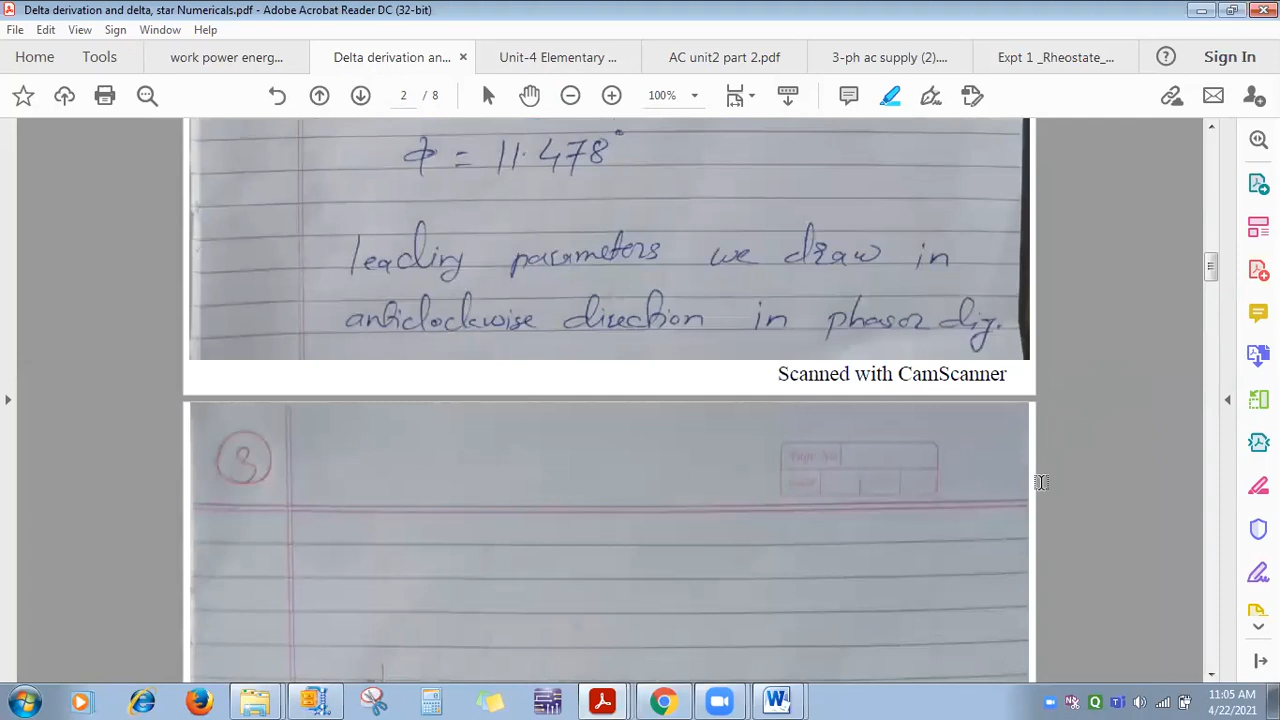 Delta derivation and delta, star Numericals.pdf - Adobe Acrobat Reader DC (32-bit)
File Edit View Sign Window Help
Home Tools work power energ... Delta derivation an... × Unit-4 Elementary ... AC unit2 part 2.pdf 3-ph ac supply (2).... Expt 1 _Rheostate_... Sign In
2 / 8 100%
φ = 11.478°
leading parameters we draw in
anticlockwise direction in phasor dig.
Scanned with CamScanner
3
Page No
11:05 AM
4/22/2021